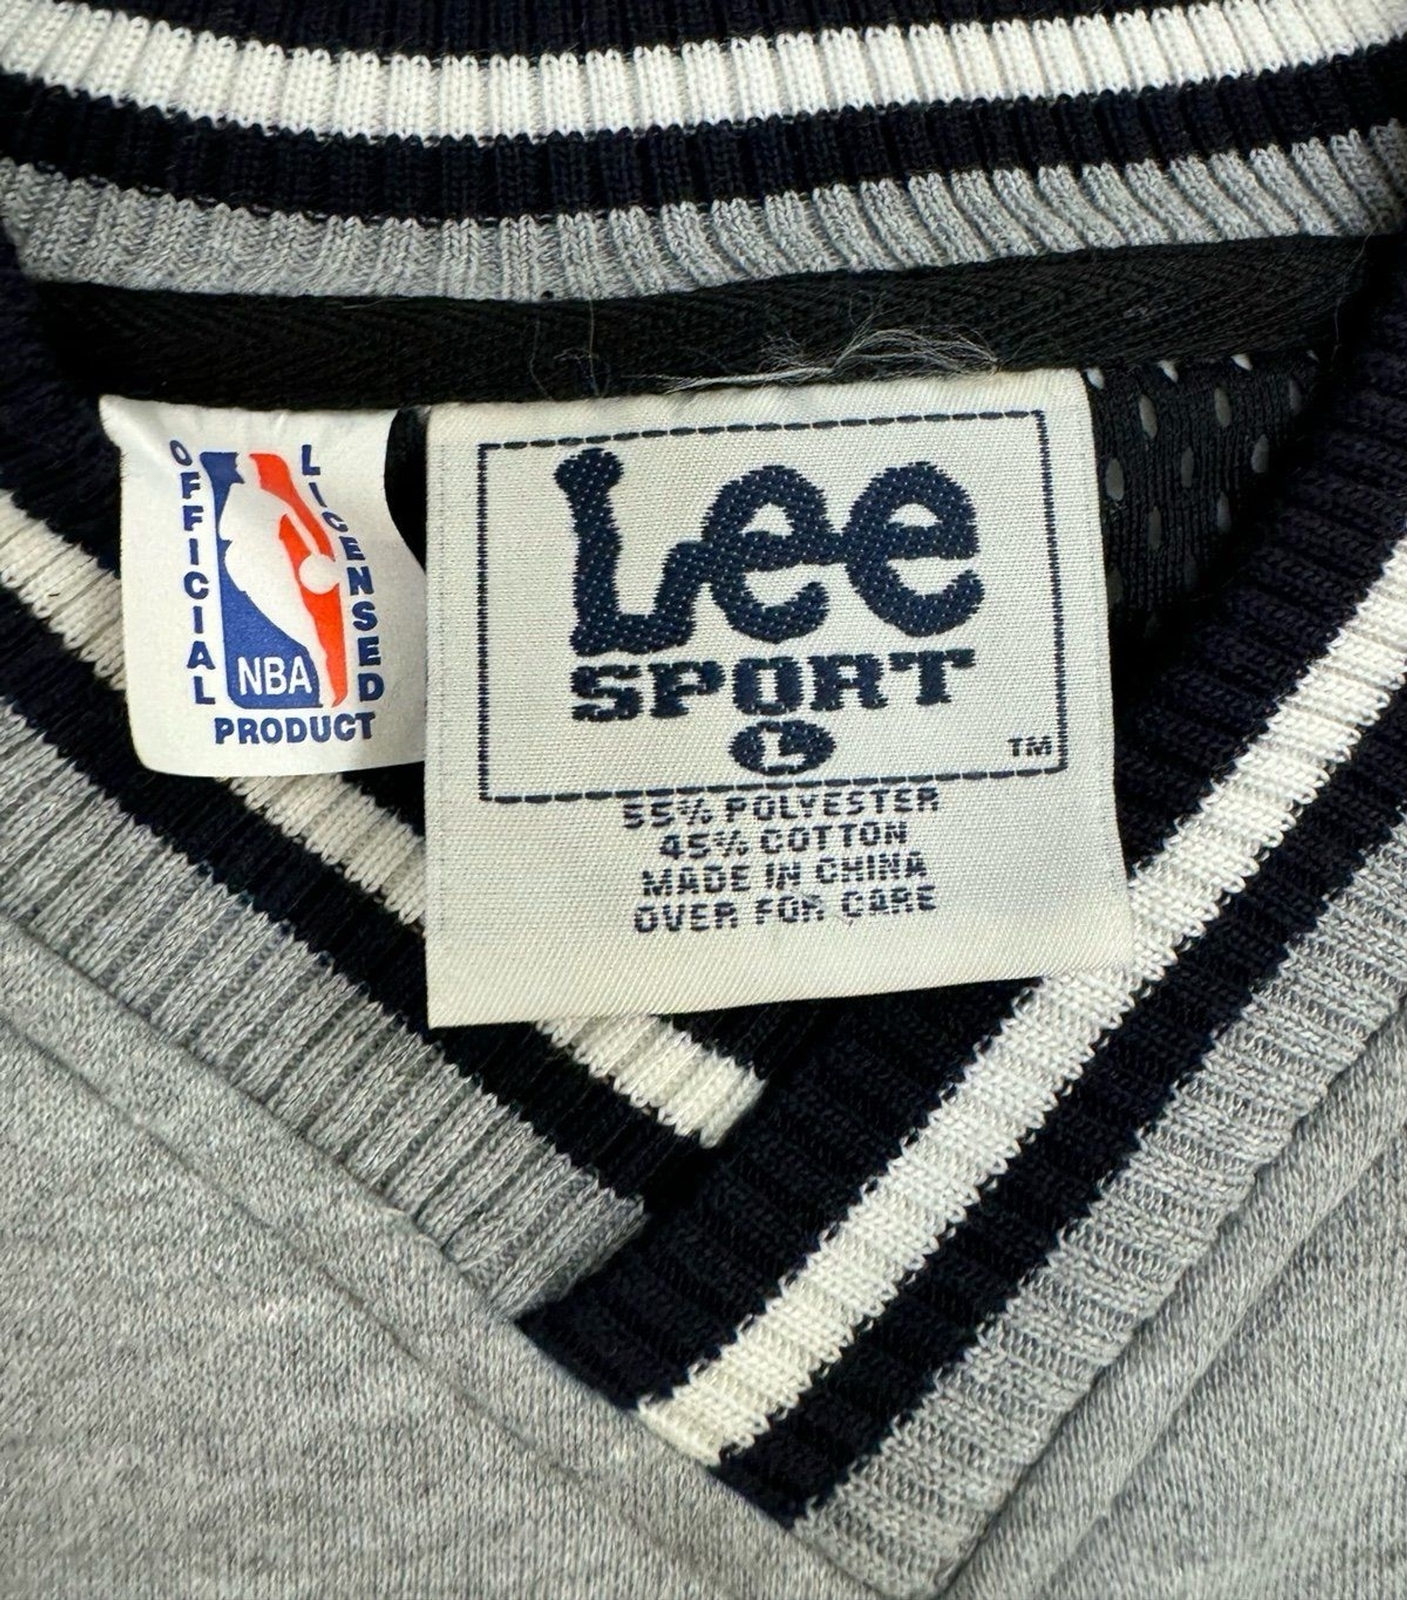 OFFICIAL
LICENSED
NBA
PRODUCT
Lee
SPORT
L
TM
55% POLYESTER
45% COTTON
MADE IN CHINA
OVER FOR CARE